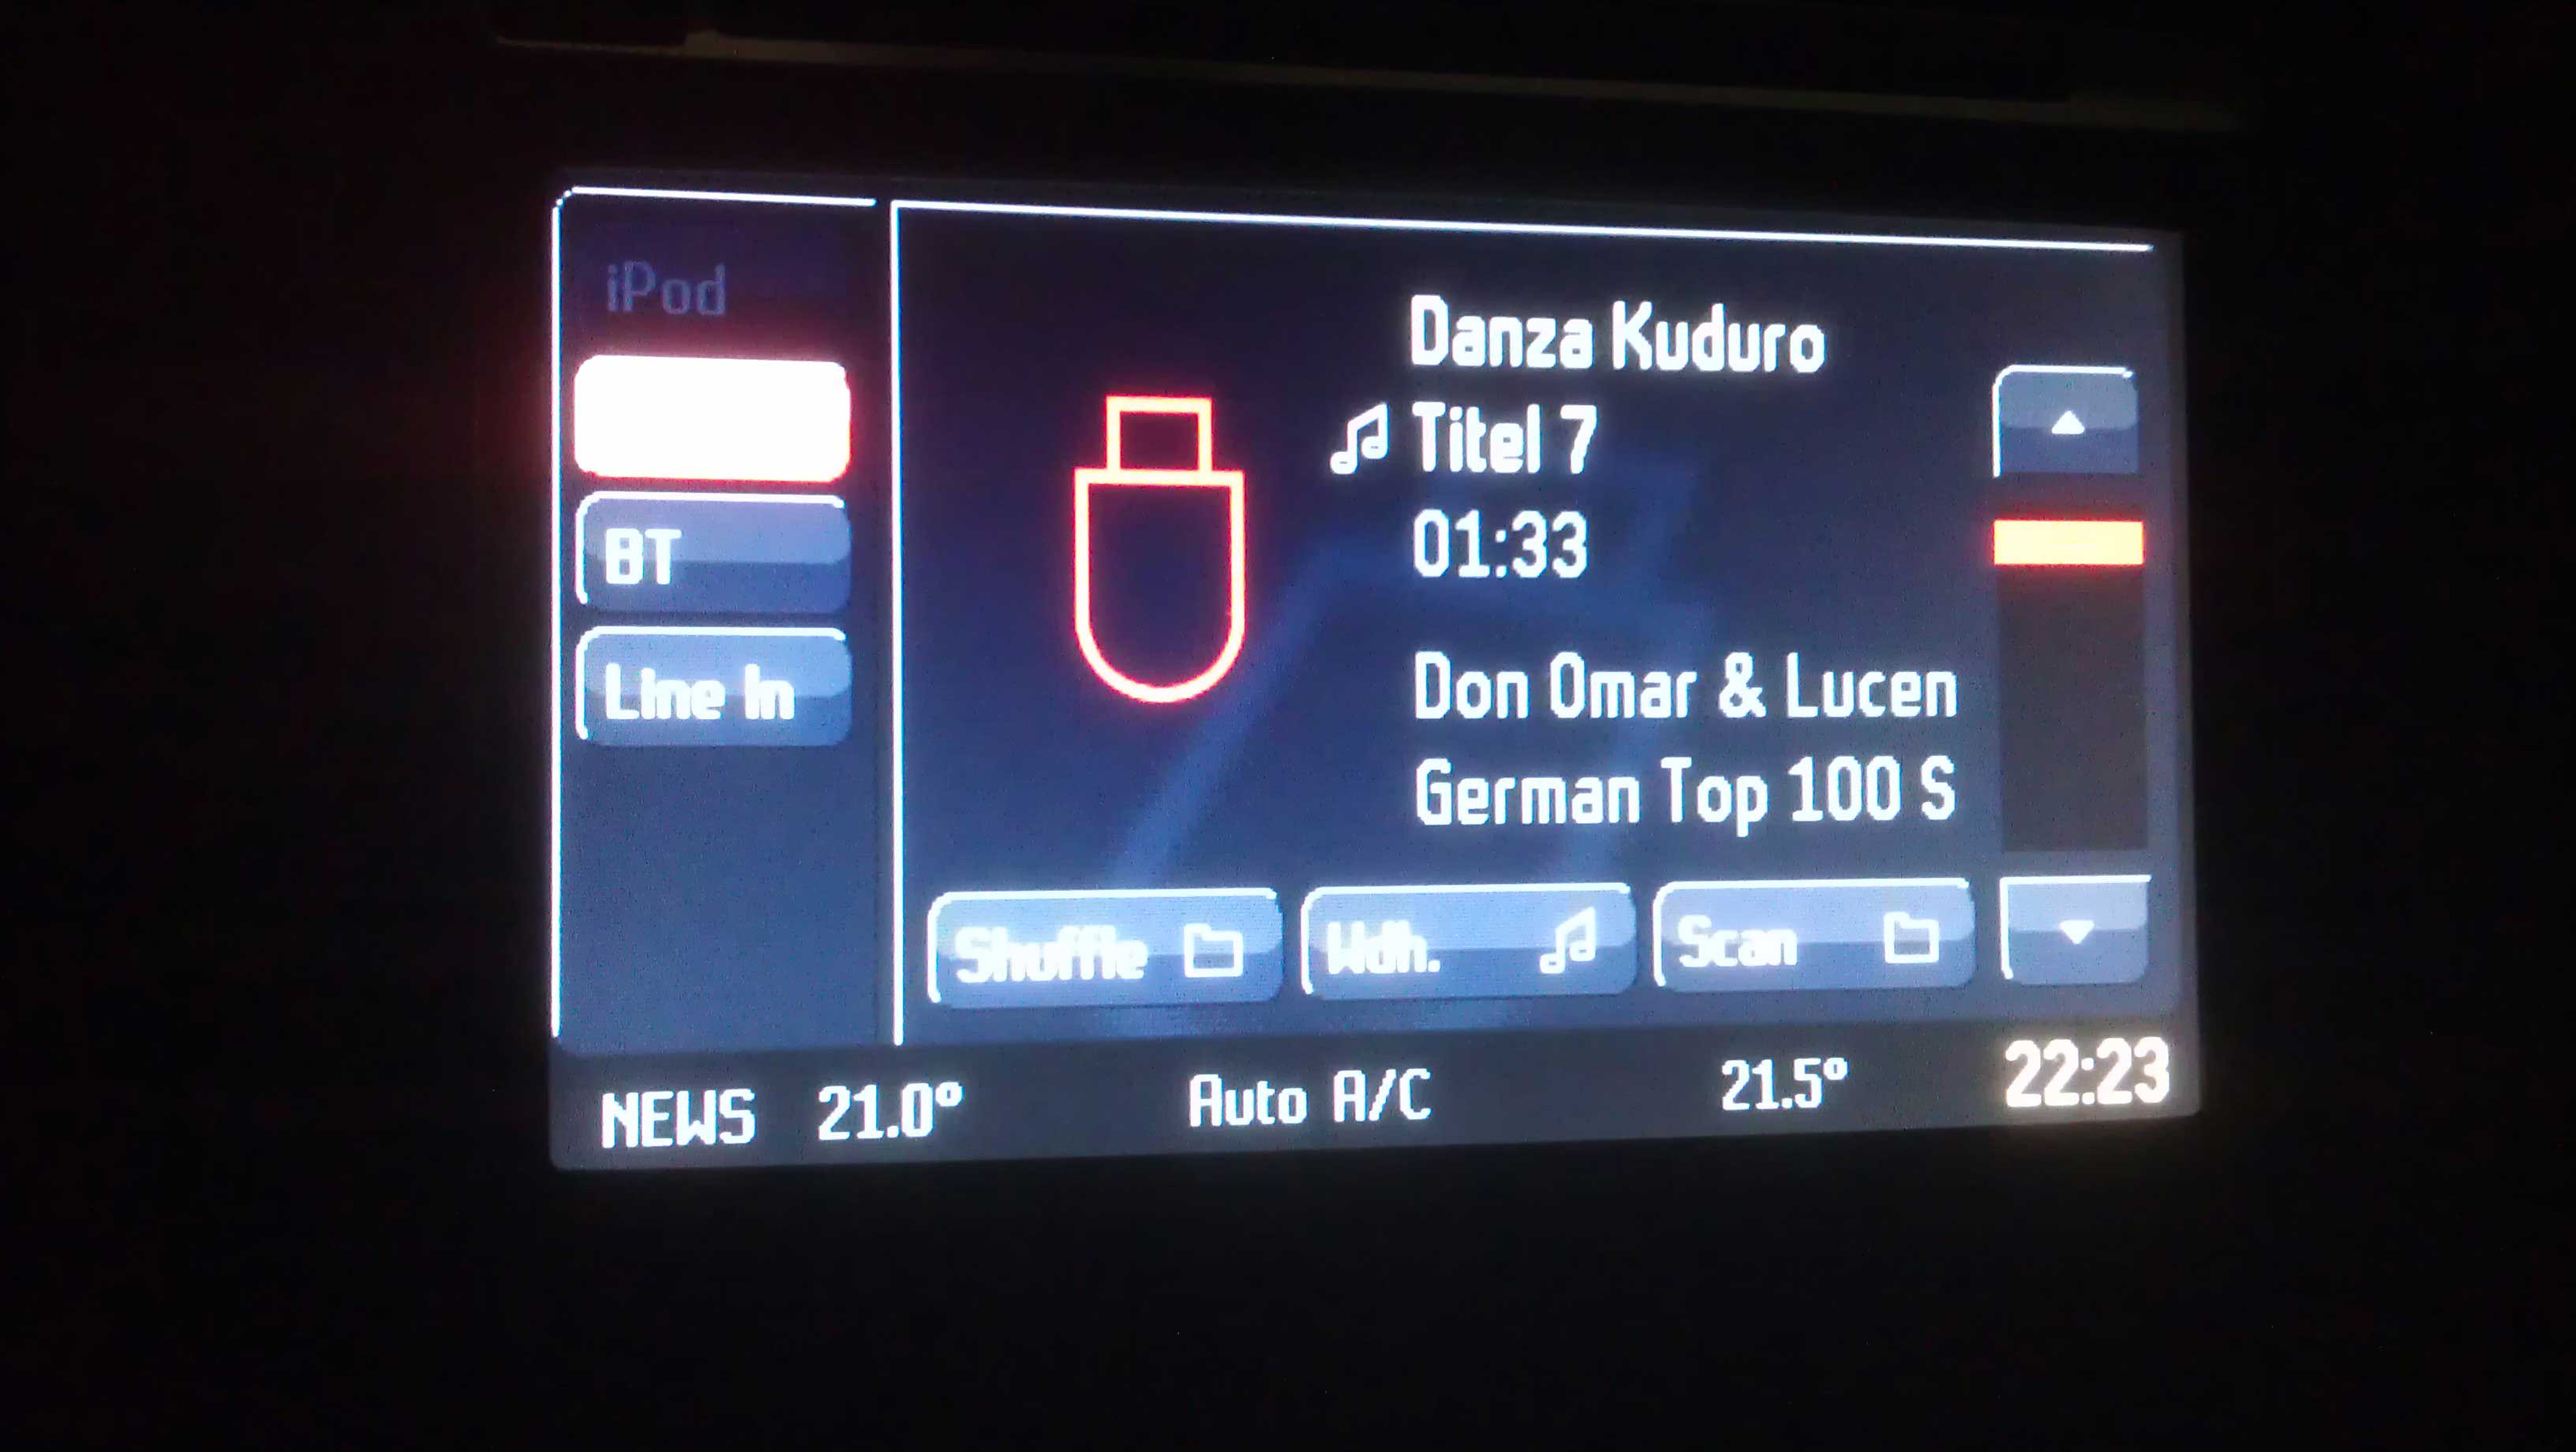 iPod
BT
Line In
Danza Kuduro
Titel 7
01:33
Don Omar & Lucen
German Top 100 S
Shuffle
Wdh.
Scan
NEWS 21.0° Auto A/C 21.5° 22:23